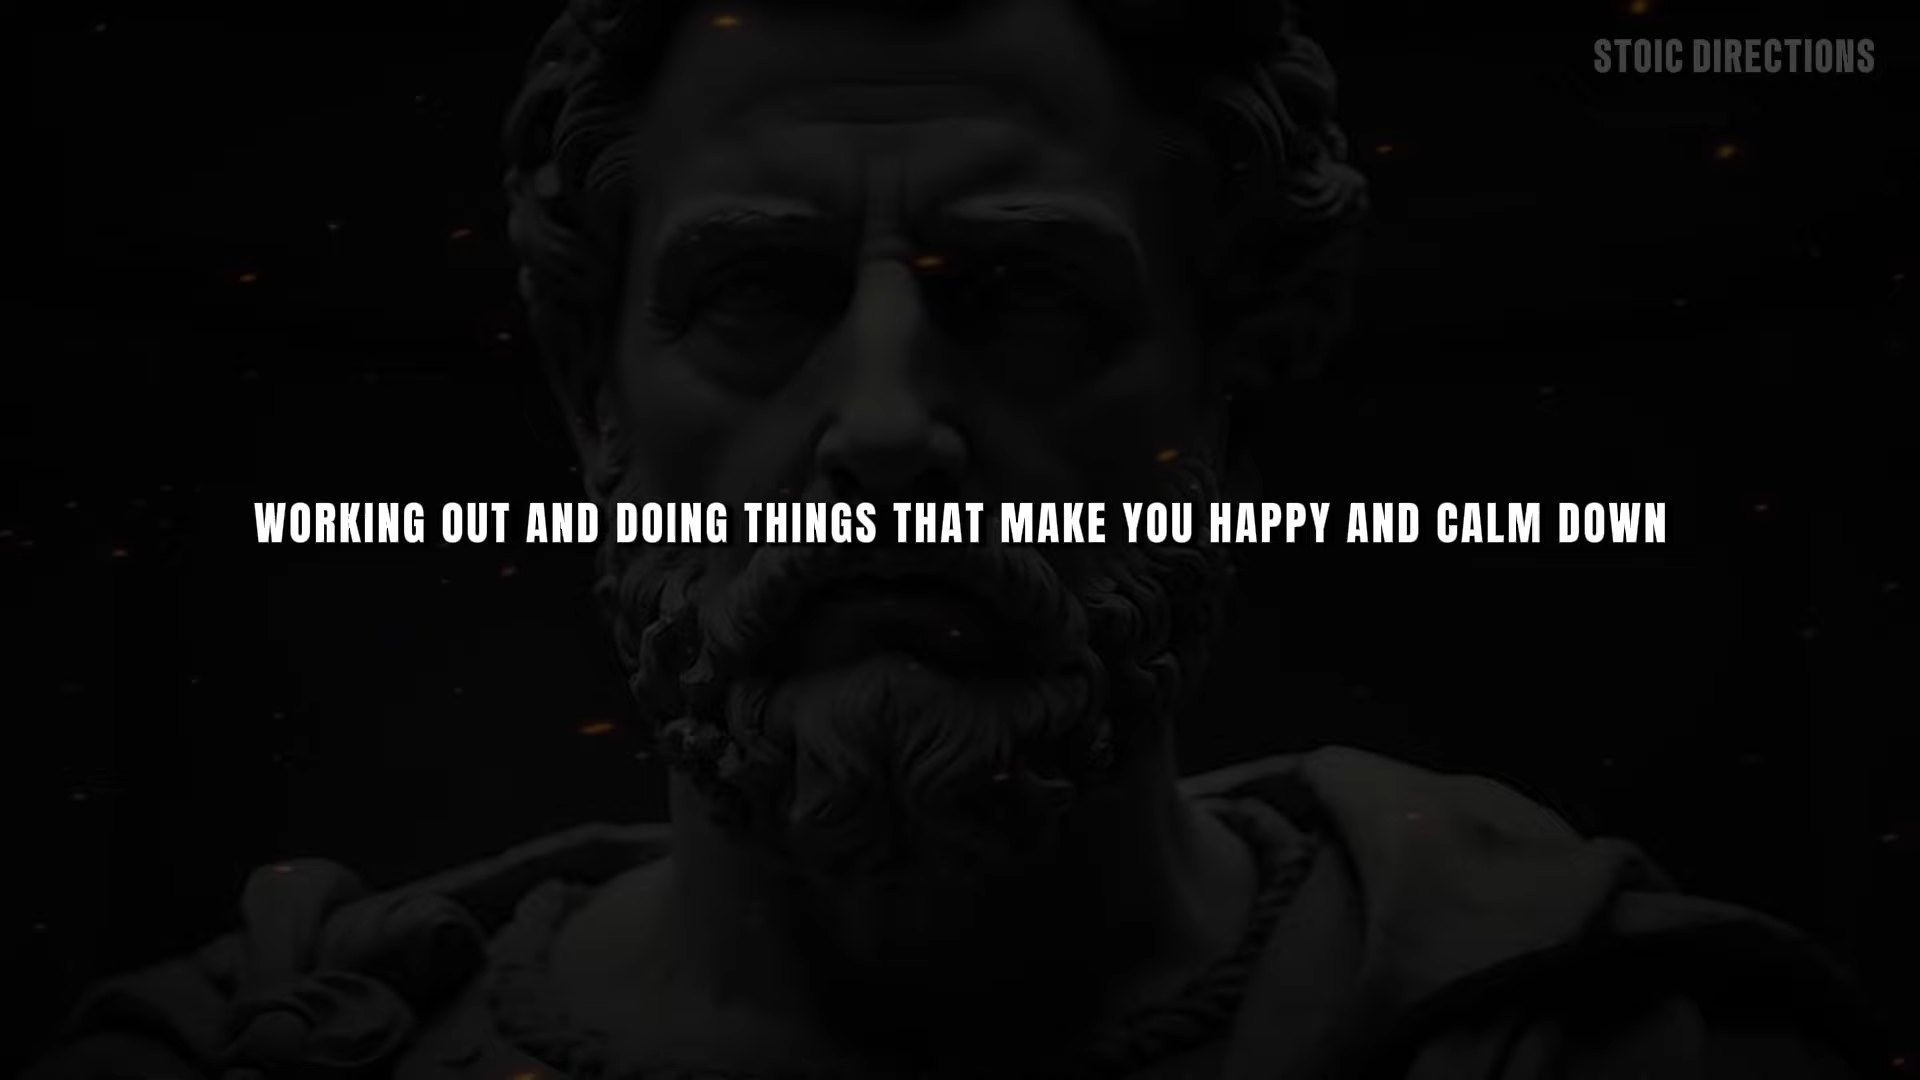 STOIC DIRECTIONS
WORKING OUT AND DOING THINGS THAT MAKE YOU HAPPY AND CALM DOWN